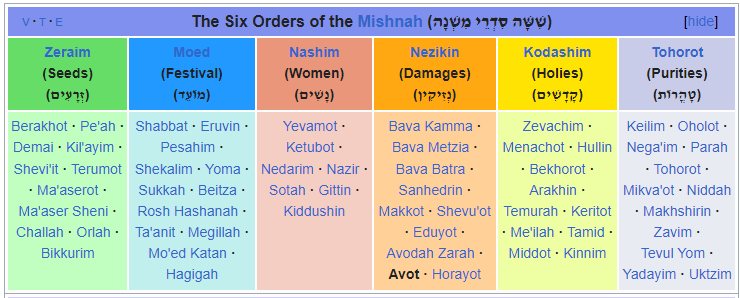 V · T · E The Six Orders of the Mishnah (שִׁשָּׁה סִדְרֵי מִשְׁנָה) [hide]
Zeraim
(Seeds)
(זְרָעִים)
Moed
(Festival)
(מוֹעֵד)
Nashim
(Women)
(נָשִׁים)
Nezikin
(Damages)
(נְזִיקִין)
Kodashim
(Holies)
(קָדָשִׁים)
Tohorot
(Purities)
(טְהָרוֹת)
Berakhot · Pe'ah ·
Demai · Kil'ayim ·
Shevi'it · Terumot
· Ma'aserot ·
Ma'aser Sheni ·
Challah · Orlah ·
Bikkurim
Shabbat · Eruvin ·
Pesahim ·
Shekalim · Yoma ·
Sukkah · Beitza ·
Rosh Hashanah ·
Ta'anit · Megillah ·
Mo'ed Katan ·
Hagigah
Yevamot ·
Ketubot ·
Nedarim · Nazir ·
Sotah · Gittin ·
Kiddushin
Bava Kamma ·
Bava Metzia ·
Bava Batra ·
Sanhedrin ·
Makkot · Shevu'ot
· Eduyot ·
Avodah Zarah ·
Avot · Horayot
Zevachim ·
Menachot · Hullin
· Bekhorot ·
Arakhin ·
Temurah · Keritot
· Me'ilah · Tamid ·
Middot · Kinnim
Keilim · Oholot ·
Nega'im · Parah ·
Tohorot ·
Mikva'ot · Niddah
· Makhshirin ·
Zavim ·
Tevul Yom ·
Yadayim · Uktzim